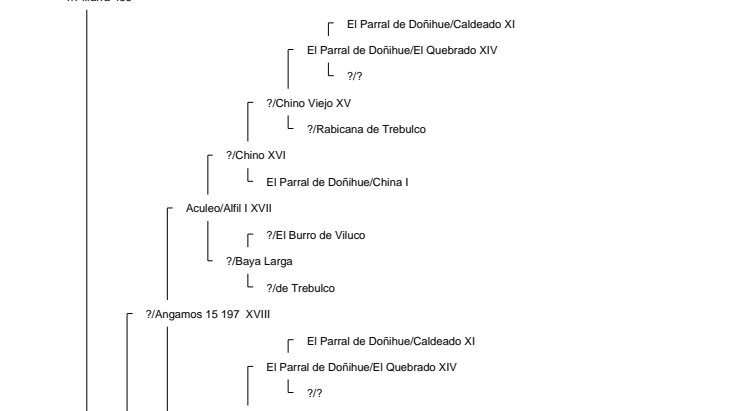 El Parral de Doñihue/Caldeado XI
El Parral de Doñihue/El Quebrado XIV
?/?
?/Chino Viejo XV
?/Rabicana de Trebulco
?/Chino XVI
El Parral de Doñihue/China I
Aculeo/Alfil I XVII
?/El Burro de Viluco
?/Baya Larga
?/de Trebulco
?/Angamos 15 197  XVIII
El Parral de Doñihue/Caldeado XI
El Parral de Doñihue/El Quebrado XIV
?/?